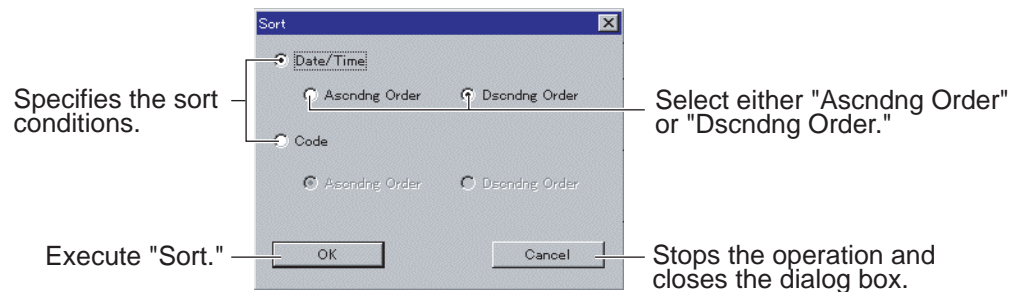 Sort
Date/Time
Ascndng Order
Dscndng Order
Specifies the sort
conditions.
Select either "Ascndng Order"
or "Dscndng Order."
Code
Ascndng Order
Dscndng Order
Execute "Sort."
OK
Cancel
Stops the operation and
closes the dialog box.